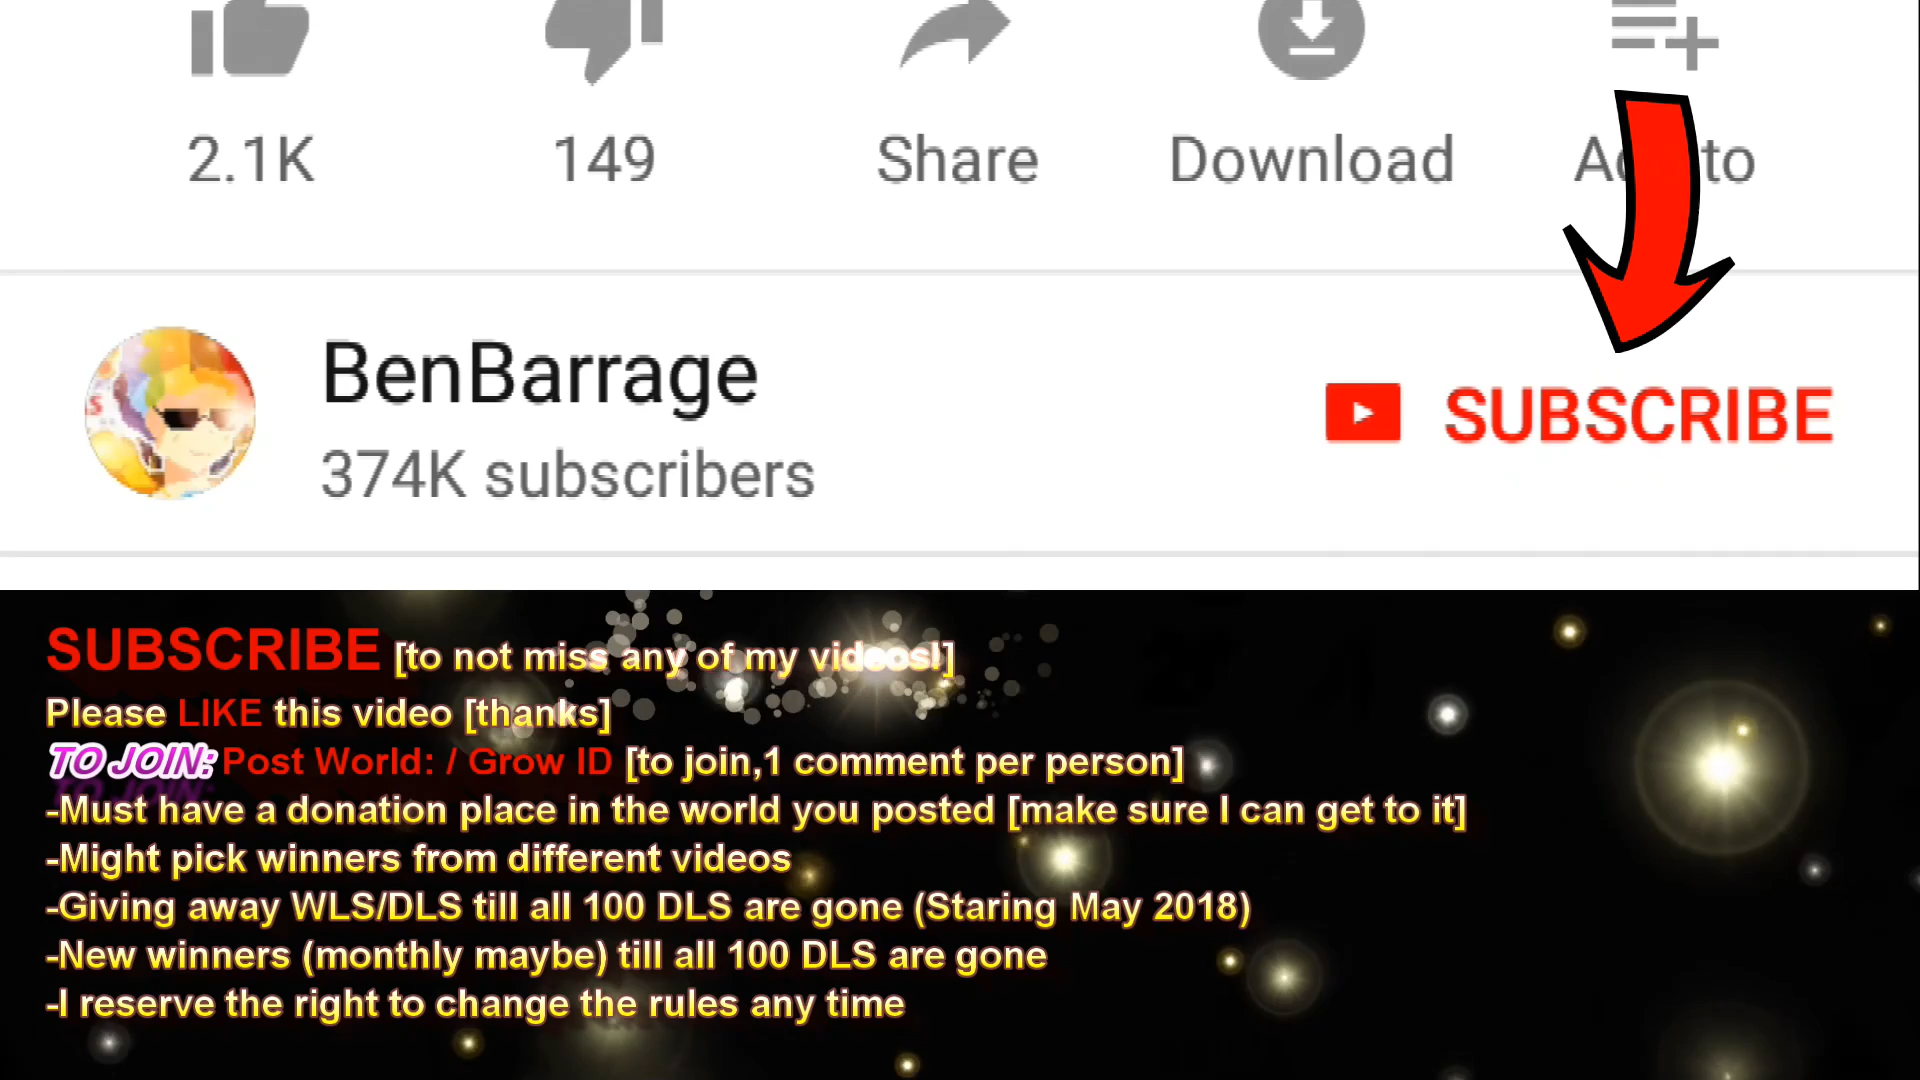 2.1K 149 Share Download Add to
BenBarrage
374K subscribers
SUBSCRIBE
SUBSCRIBE [to not miss any of my videos!]
Please LIKE this video [thanks]
TO JOIN: Post World: / Grow ID [to join,1 comment per person]
-Must have a donation place in the world you posted [make sure I can get to it]
-Might pick winners from different videos
-Giving away WLS/DLS till all 100 DLS are gone (Staring May 2018)
-New winners (monthly maybe) till all 100 DLS are gone
-I reserve the right to change the rules any time